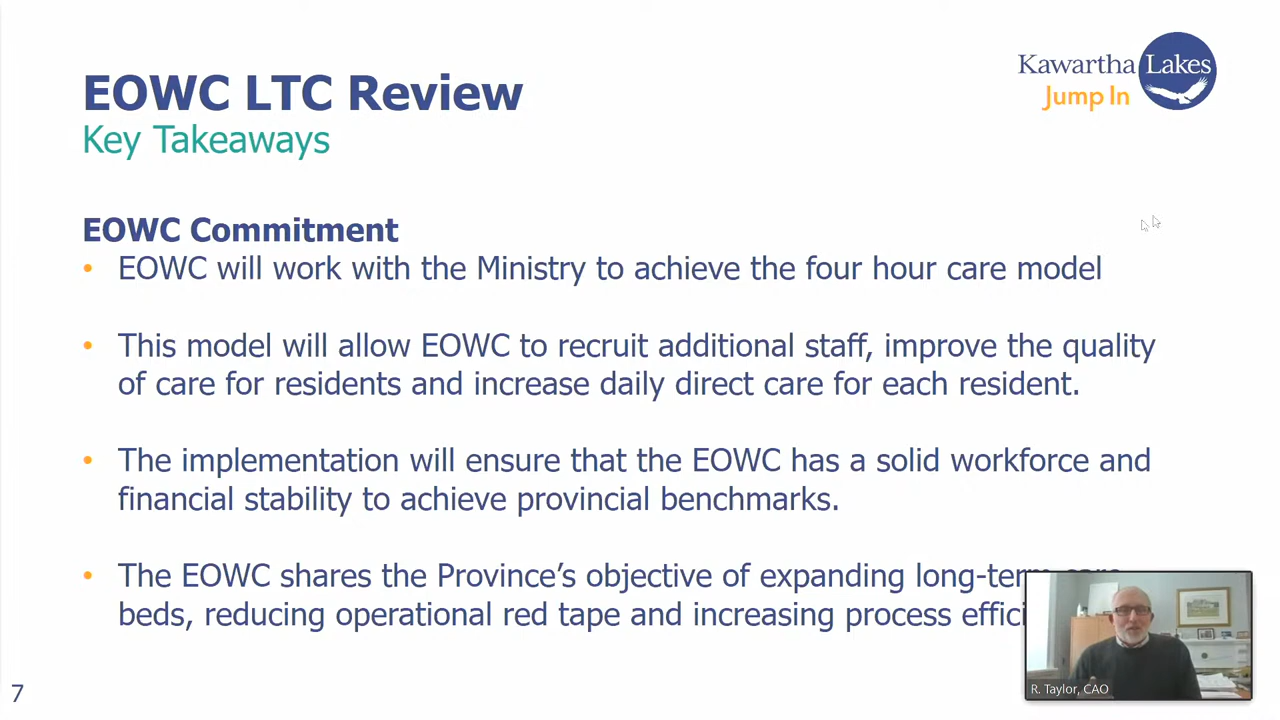 Kawartha Lakes
Jump In
EOWC LTC Review
Key Takeaways
EOWC Commitment
• EOWC will work with the Ministry to achieve the four hour care model
• This model will allow EOWC to recruit additional staff, improve the quality
of care for residents and increase daily direct care for each resident.
• The implementation will ensure that the EOWC has a solid workforce and
financial stability to achieve provincial benchmarks.
• The EOWC shares the Province’s objective of expanding long-term care
beds, reducing operational red tape and increasing process
R. Taylor, CAO
7